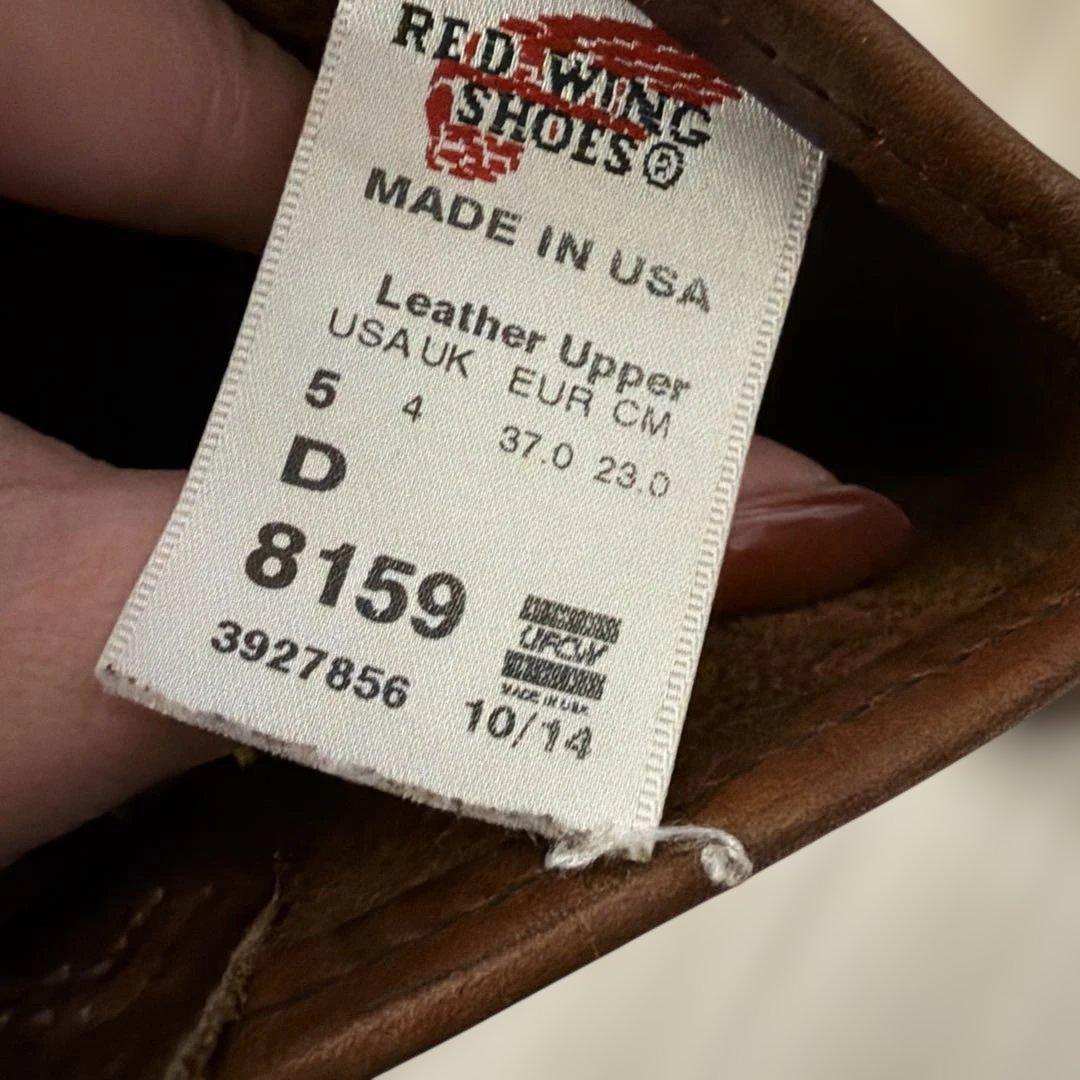 RED WING
SHOES®
MADE IN USA
Leather Upper
USA UK EUR CM
5 4 37.0 23.0
D
8159
3927856
UFCW
MADE IN USA
10/14